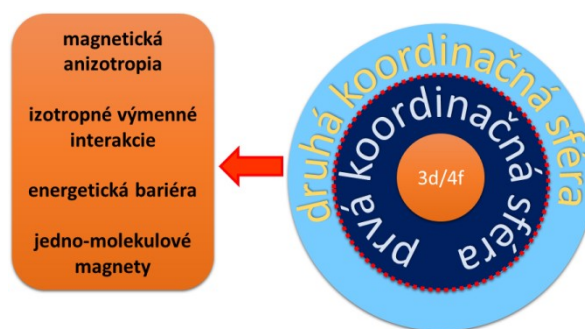 magnetická
anizotropia
izotropné výmenné
interakcie
energetická bariéra
jedno-molekulové
magnety
druhá koordinačná sféra
prvá koordinačná sféra
3d/4f